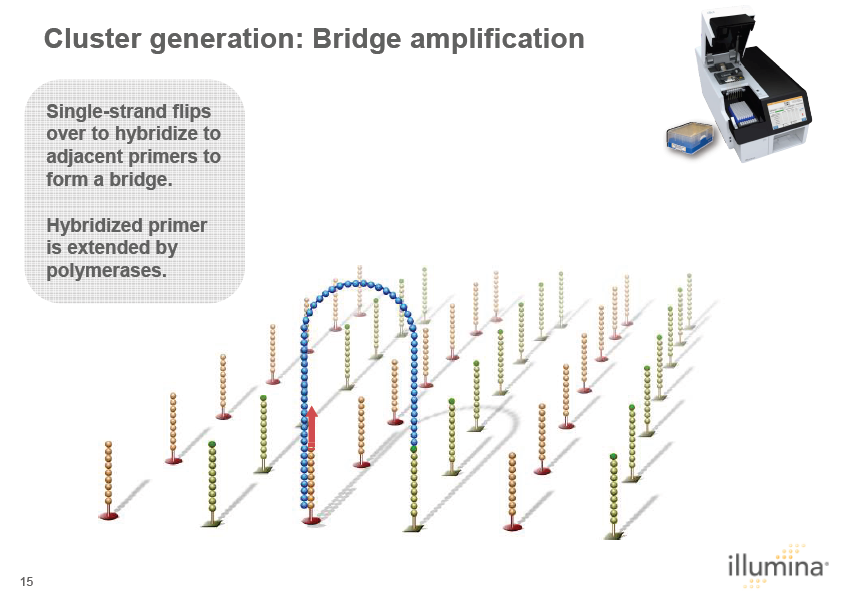 Cluster generation: Bridge amplification
Single-strand flips
over to hybridize to
adjacent primers to
form a bridge.
Hybridized primer
is extended by
polymerases.
illumina
15